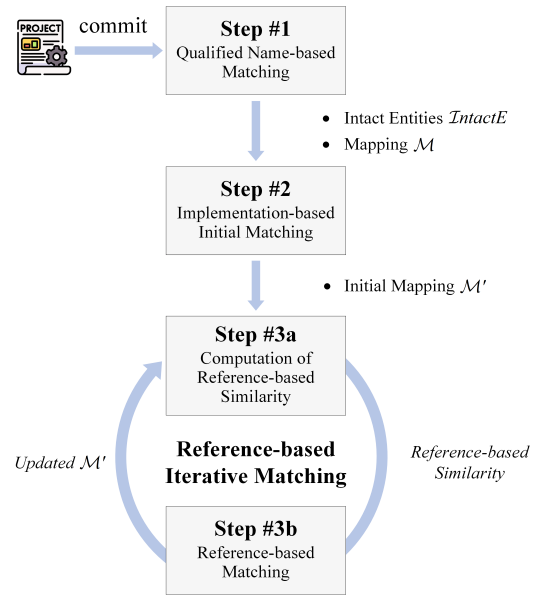 PROJECT
commit
Step #1
Qualified Name-based
Matching
• Intact Entities IntactE
• Mapping M
Step #2
Implementation-based
Initial Matching
• Initial Mapping M′
Step #3a
Computation of
Reference-based
Similarity
Reference-based
Iterative Matching
Updated M′
Reference-based
Similarity
Step #3b
Reference-based
Matching